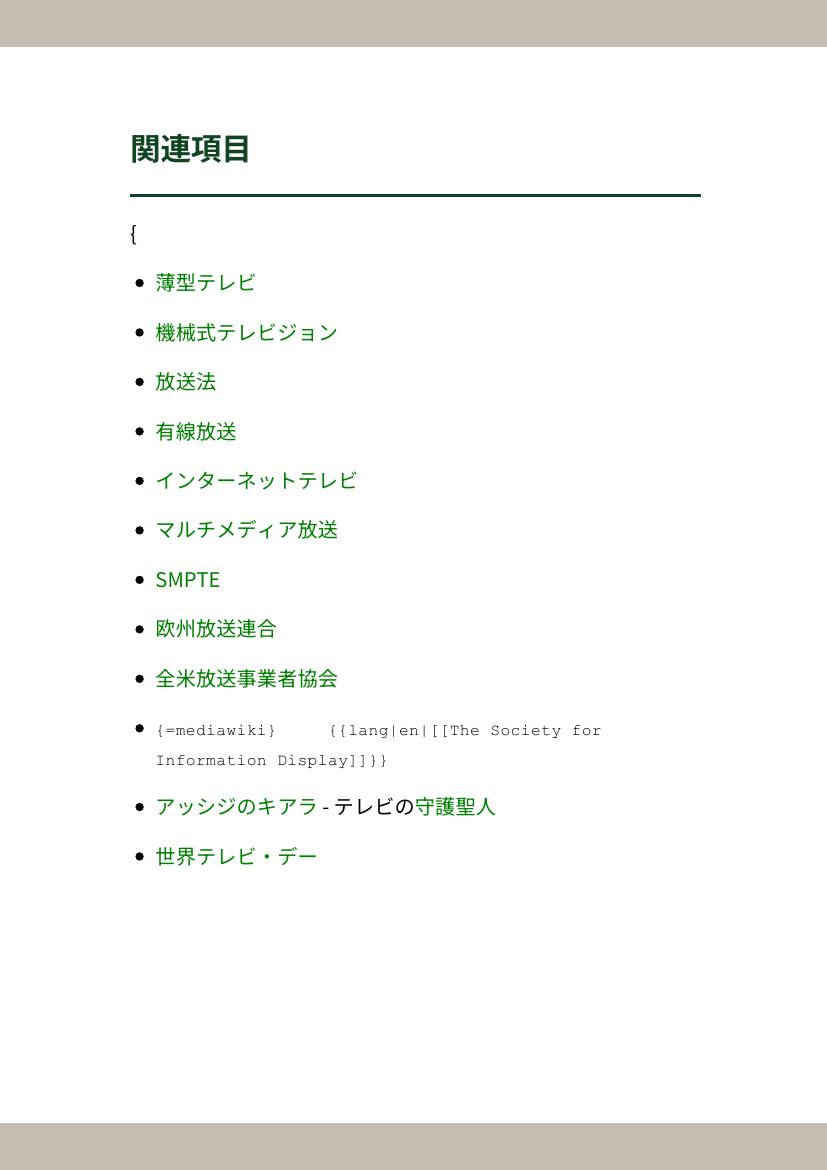 関連項目
{
• 薄型テレビ
• 機械式テレビジョン
• 放送法
• 有線放送
• インターネットテレビ
• マルチメディア放送
• SMPTE
• 欧州放送連合
• 全米放送事業者協会
• {=mediawiki} {{lang|en|[[The Society for
Information Display]]}}
• アッシジのキアラ - テレビの守護聖人
• 世界テレビ・デー